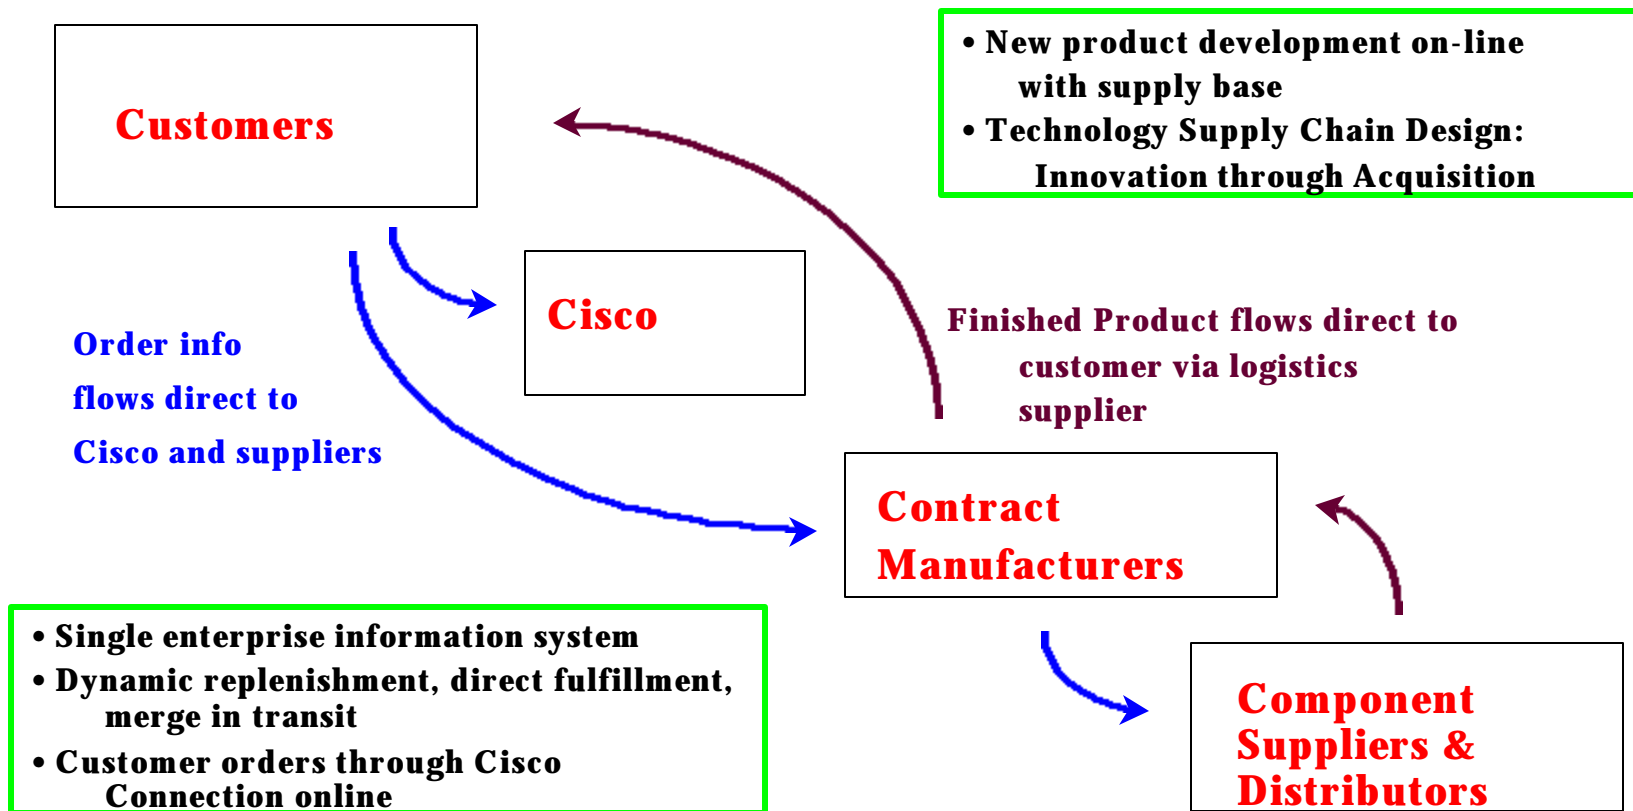 Customers
• New product development on-line
with supply base
• Technology Supply Chain Design:
Innovation through Acquisition
Cisco
Order info
flows direct to
Cisco and suppliers
Finished Product flows direct to
customer via logistics
supplier
Contract
Manufacturers
• Single enterprise information system
• Dynamic replenishment, direct fulfillment,
merge in transit
• Customer orders through Cisco
Connection online
Component
Suppliers &
Distributors